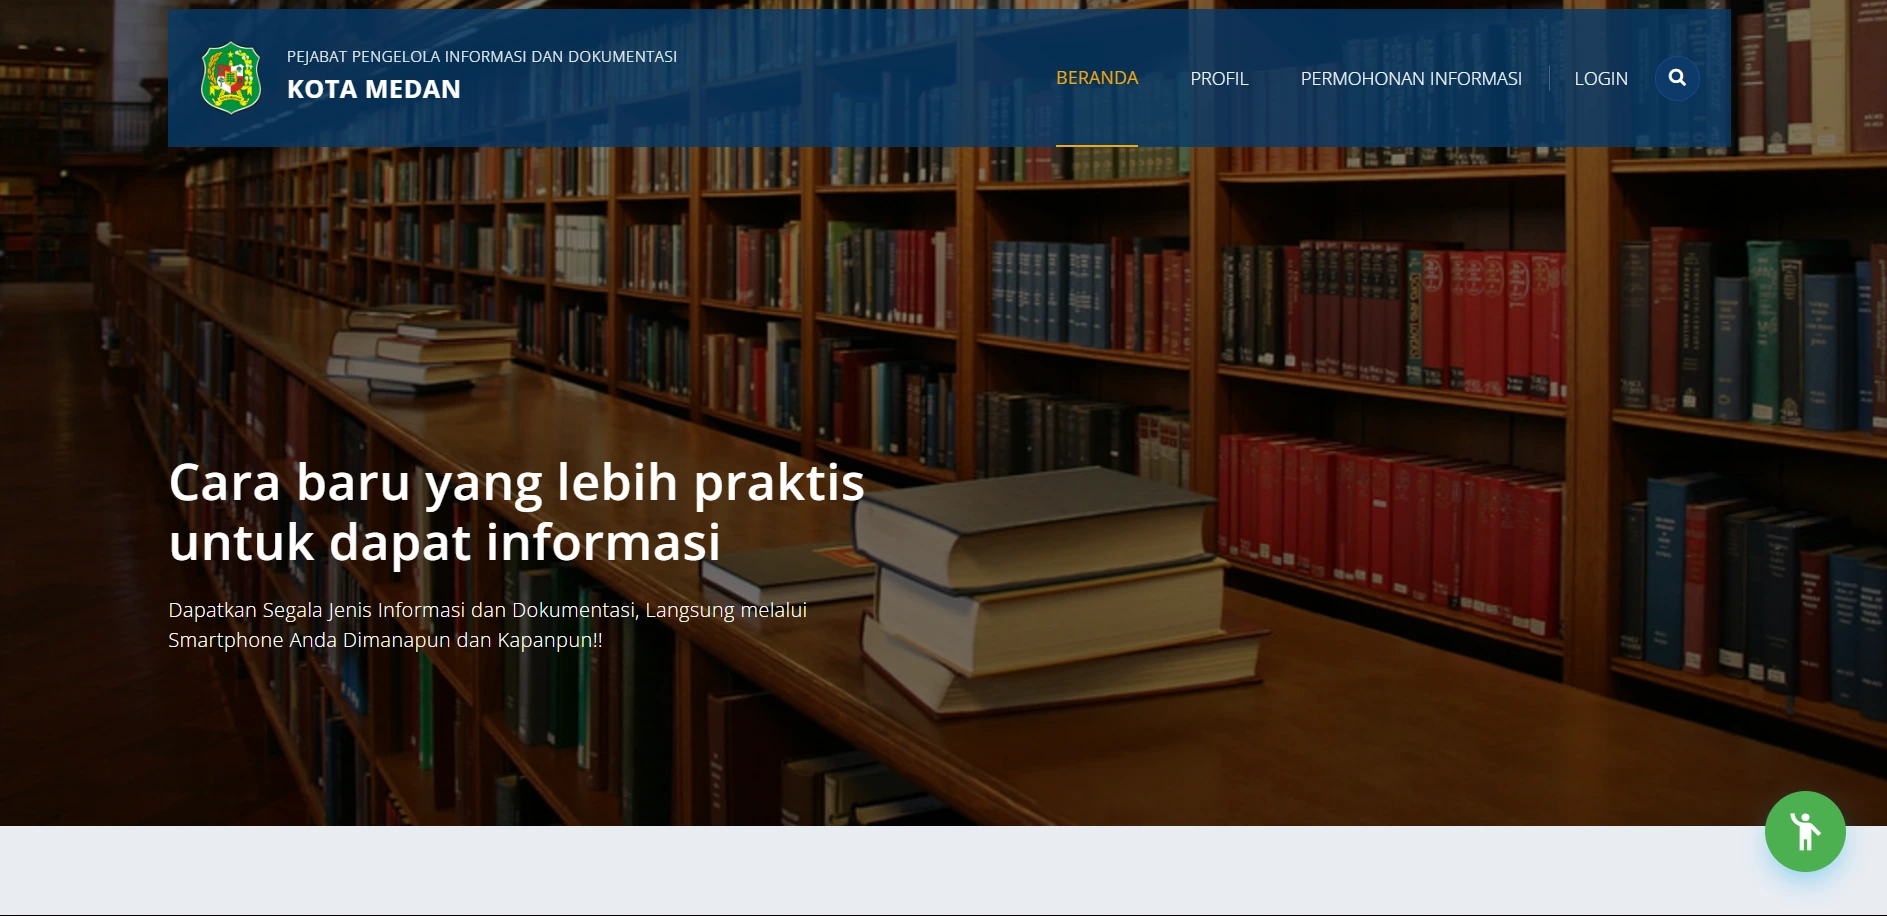 PEJABAT PENGELOLA INFORMASI DAN DOKUMENTASI
KOTA MEDAN
BERANDA
PROFIL
PERMOHONAN INFORMASI
LOGIN
Cara baru yang lebih praktis
untuk dapat informasi
Dapatkan Segala Jenis Informasi dan Dokumentasi, Langsung melalui
Smartphone Anda Dimanapun dan Kapanpun!!